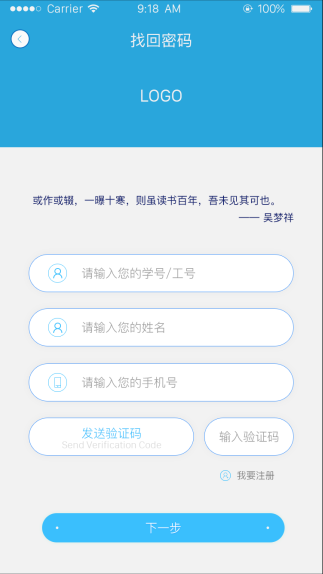 Carrier 9:18 AM 100%
找回密码
LOGO
或作或辍，一曝十寒，则虽读书百年，吾未见其可也。
—— 吴梦祥
请输入您的学号/工号
请输入您的姓名
请输入您的手机号
发送验证码
Send Verification Code
输入验证码
我要注册
下一步